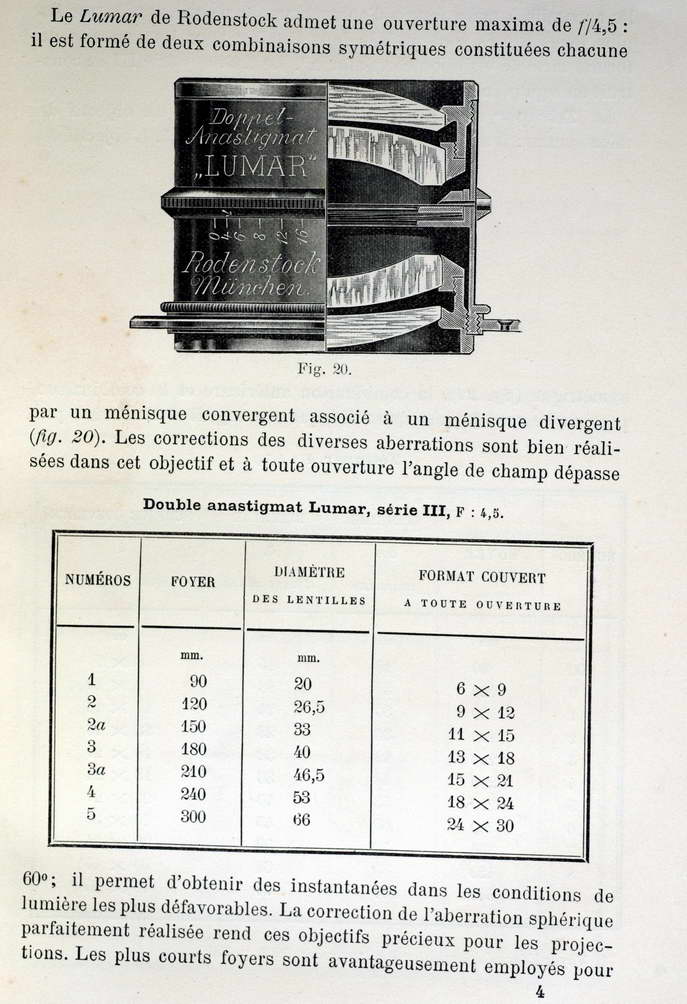 Le Lumar de Rodenstock admet une ouverture maxima de f/4,5 :
il est formé de deux combinaisons symétriques constituées chacune
Doppel-
Anastigmat
„LUMAR“
0 4 6 8 12 16
Rodenstock
München.
Fig. 20.
par un ménisque convergent associé à un ménisque divergent
(fig. 20). Les corrections des diverses aberrations sont bien réali-
sées dans cet objectif et à toute ouverture l'angle de champ dépasse
Double anastigmat Lumar, série III, F : 4,5.
NUMÉROS FOYER DIAMÈTRE DES LENTILLES FORMAT COUVERT A TOUTE OUVERTURE
mm. mm.
1 90 20 6 × 9
2 120 26,5 9 × 12
2a 150 33 11 × 15
3 180 40 13 × 18
3a 210 46,5 15 × 21
4 240 53 18 × 24
5 300 66 24 × 30
60°; il permet d'obtenir des instantanées dans les conditions de
lumière les plus défavorables. La correction de l'aberration sphérique
parfaitement réalisée rend ces objectifs précieux pour les projec-
tions. Les plus courts foyers sont avantageusement employés pour
4